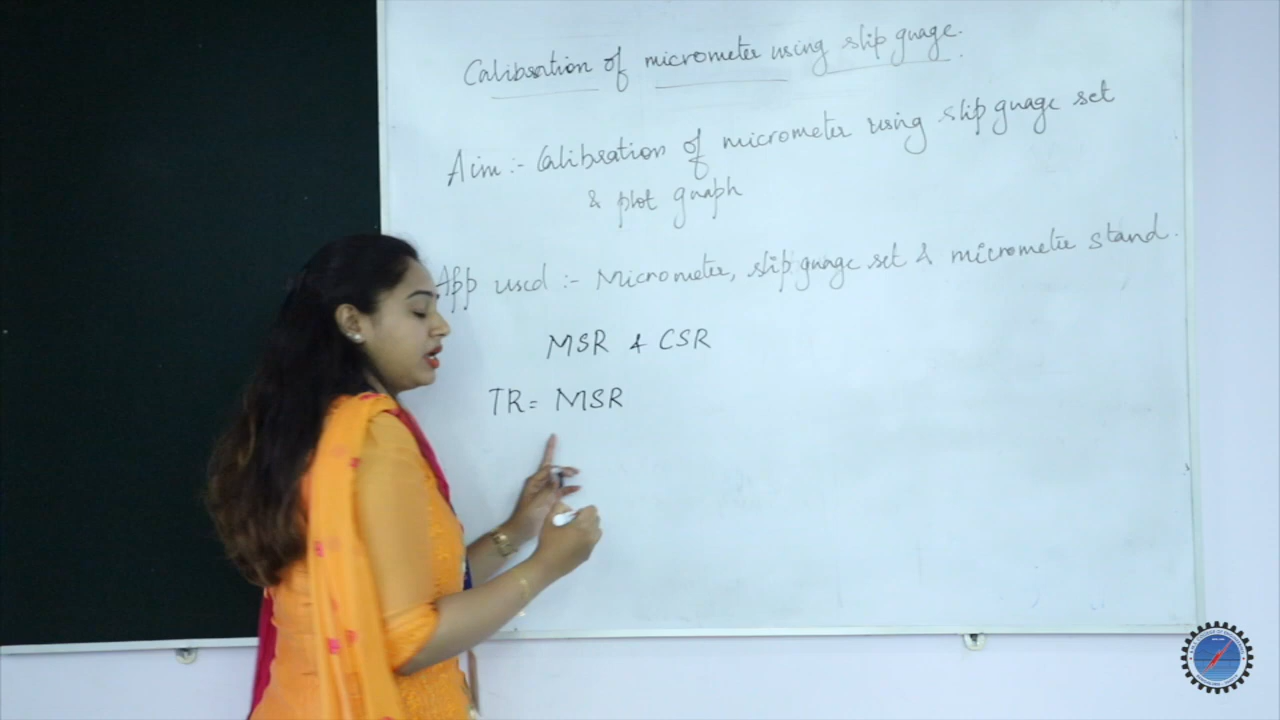 Calibration of micrometer using slip guage.
Aim :- Calibration of micrometer using slip guage set
& plot graph
App used :- Micrometer, slip guage set & micrometer stand.
MSR & CSR
TR = MSR